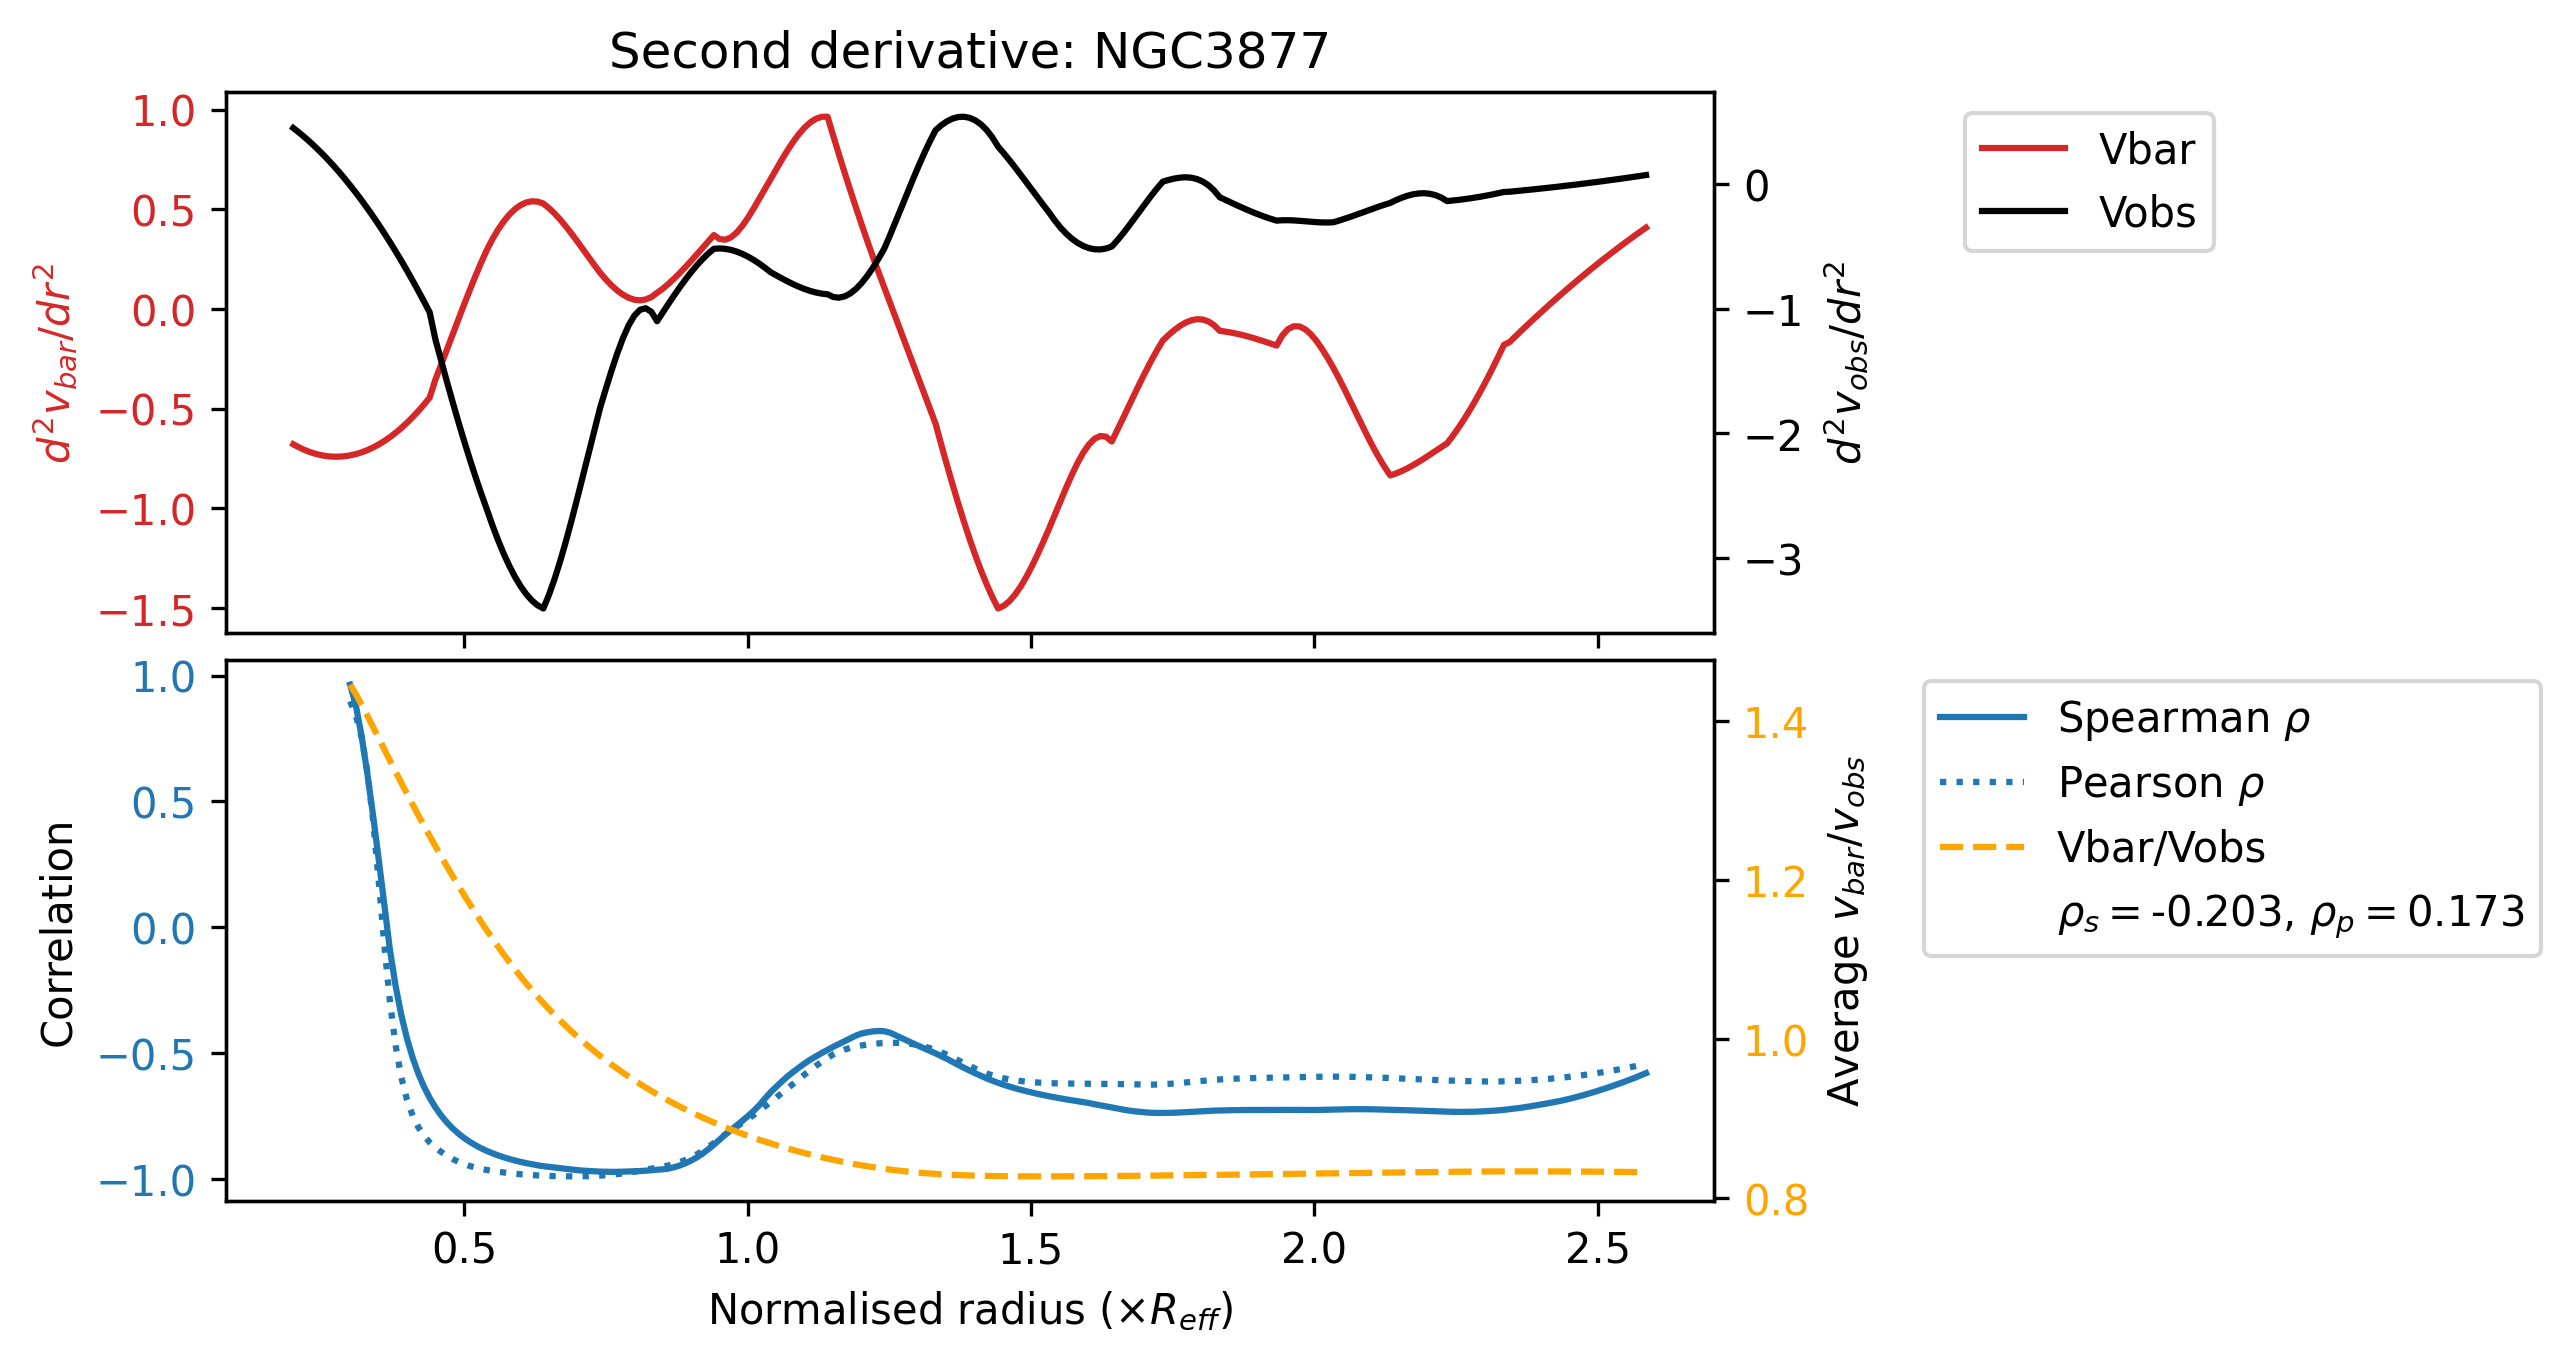 Second derivative: NGC3877
1.0
0.5
0.0
−0.5
−1.0
−1.5
d²v_bar/dr²
0
−1
−2
−3
d²v_obs/dr²
Vbar
Vobs
1.0
0.5
0.0
−0.5
−1.0
Correlation
1.4
1.2
1.0
0.8
Average v_bar/v_obs
Spearman ρ
Pearson ρ
Vbar/Vobs
ρ_s = -0.203, ρ_p = 0.173
0.5 1.0 1.5 2.0 2.5
Normalised radius (×R_eff)